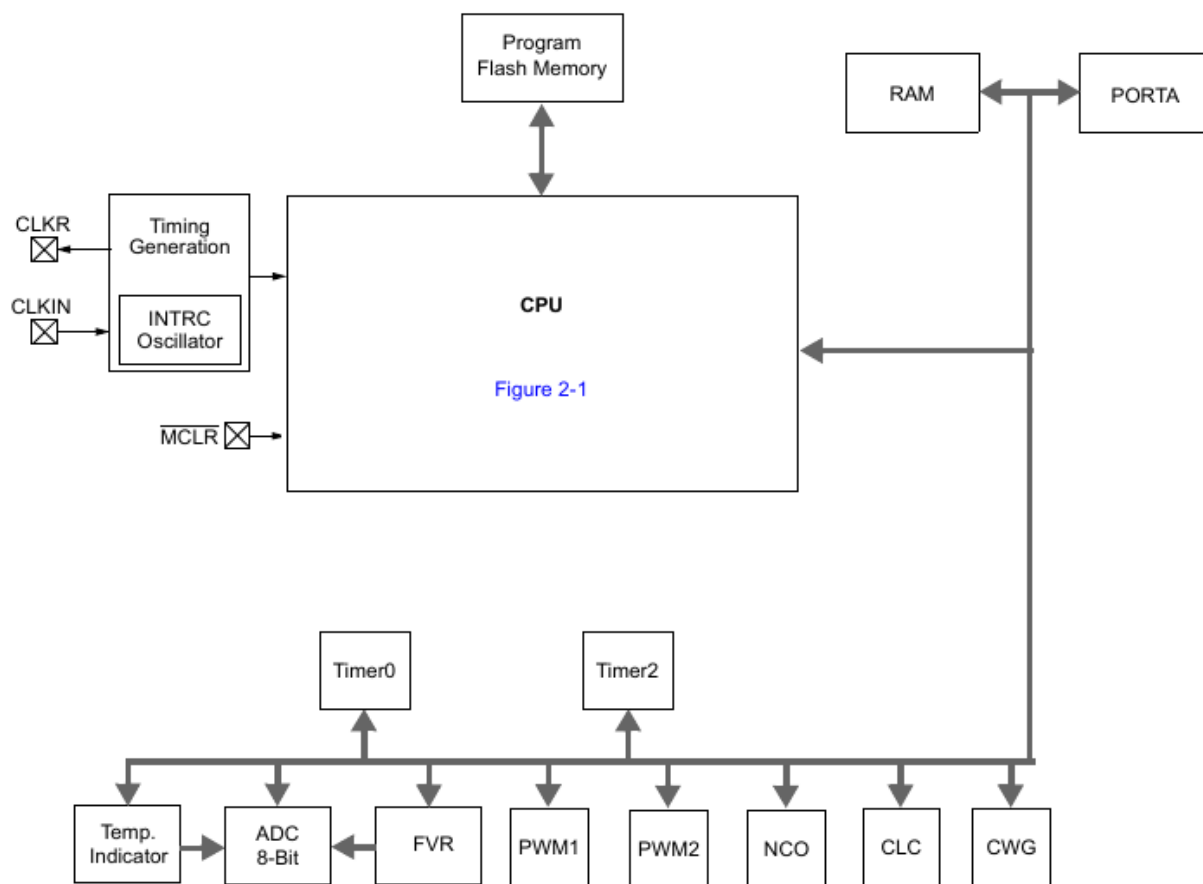 Program
Flash Memory
RAM
PORTA
CLKR
Timing
Generation
CLKIN
INTRC
Oscillator
CPU
Figure 2-1
M̅C̅L̅R̅
Timer0
Timer2
Temp.
Indicator
ADC
8-Bit
FVR
PWM1
PWM2
NCO
CLC
CWG